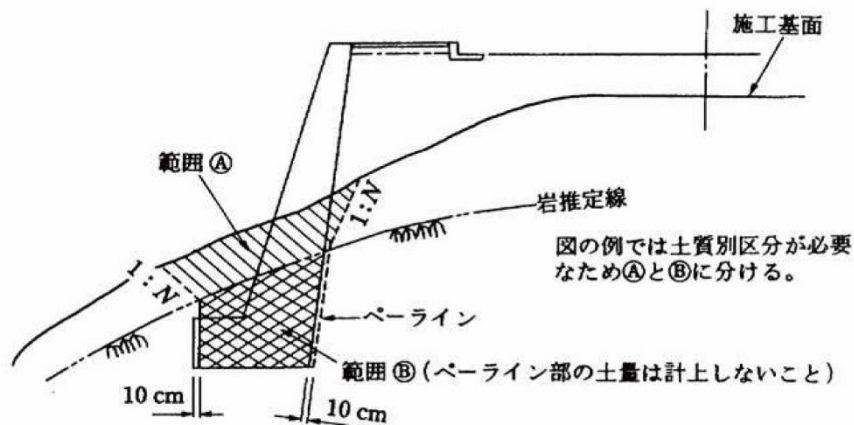 施工基面
範囲Ⓐ
1:N
岩推定線
1:N
図の例では土質別区分が必要
なためⒶとⒷに分ける。
ペーライン
範囲Ⓑ(ペーライン部の土量は計上しないこと)
10 cm
10 cm